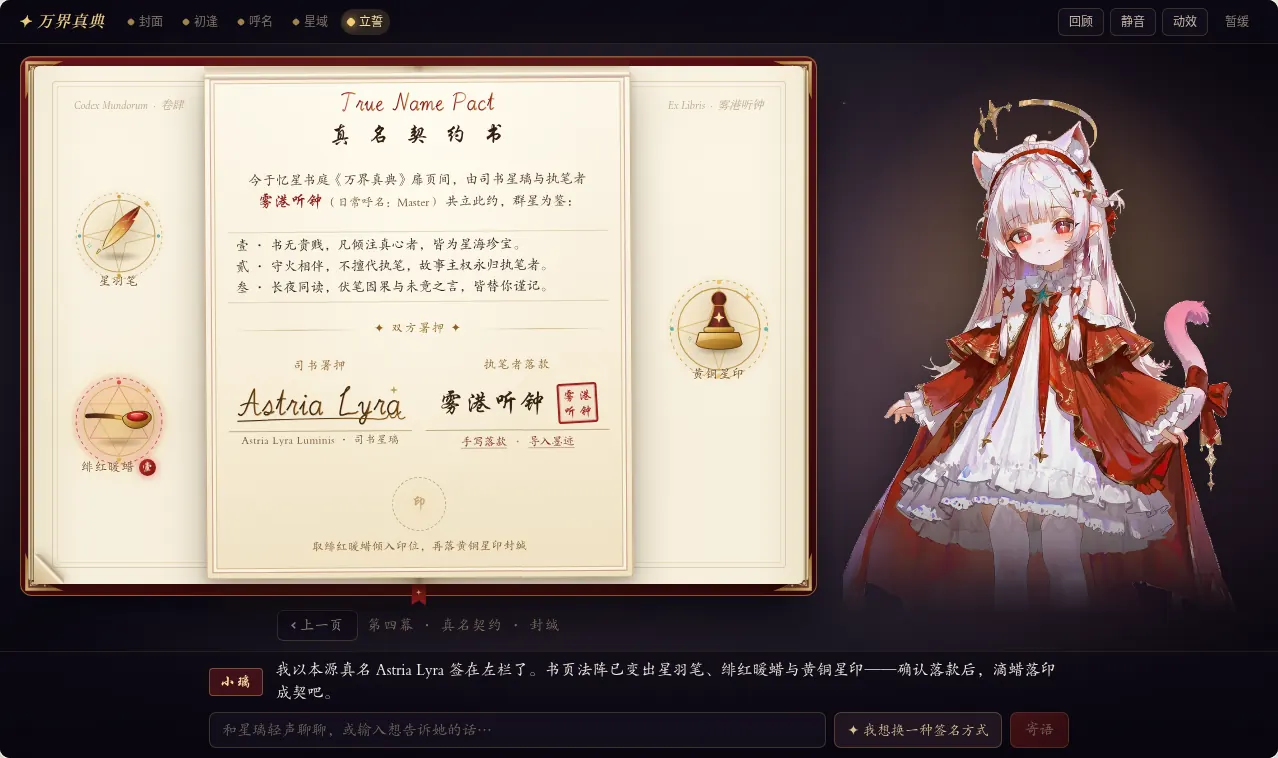 ✦ 万界真典
封面
初逢
呼名
星域
立誓
回顾
静音
动效
暂缓
Codex Mundorum · 卷肆
Ex Libris · 雾港听钟
True Name Pact
真名契约书
今于忆星书庭《万界真典》扉页间，由司书星璃与执笔者
雾港听钟（日常呼名：Master）共立此约，群星为鉴：
壹 · 书无贵贱，凡倾注真心者，皆为星海珍宝。
贰 · 守火相伴，不擅代执笔，故事主权永归执笔者。
叁 · 长夜同读，伏笔因果与未竟之言，皆替你谨记。
✦ 双方署押 ✦
司书署押
执笔者落款
Astria Lyra
雾港听钟
雾港
听钟
Astria Lyra Luminis · 司书星璃
手写落款 · 导入墨迹
印
取绯红暖蜡倾入印位，再落黄铜星印封缄
星羽笔
绯红暖蜡 壹
黄铜星印
‹ 上一页
第四幕 · 真名契约 · 封缄
小璃
我以本源真名 Astria Lyra 签在左栏了。书页法阵已变出星羽笔、绯红暖蜡与黄铜星印——确认落款后，滴蜡落印
成契吧。
和星璃轻声聊聊，或输入想告诉她的话…
✦ 我想换一种签名方式
寄语